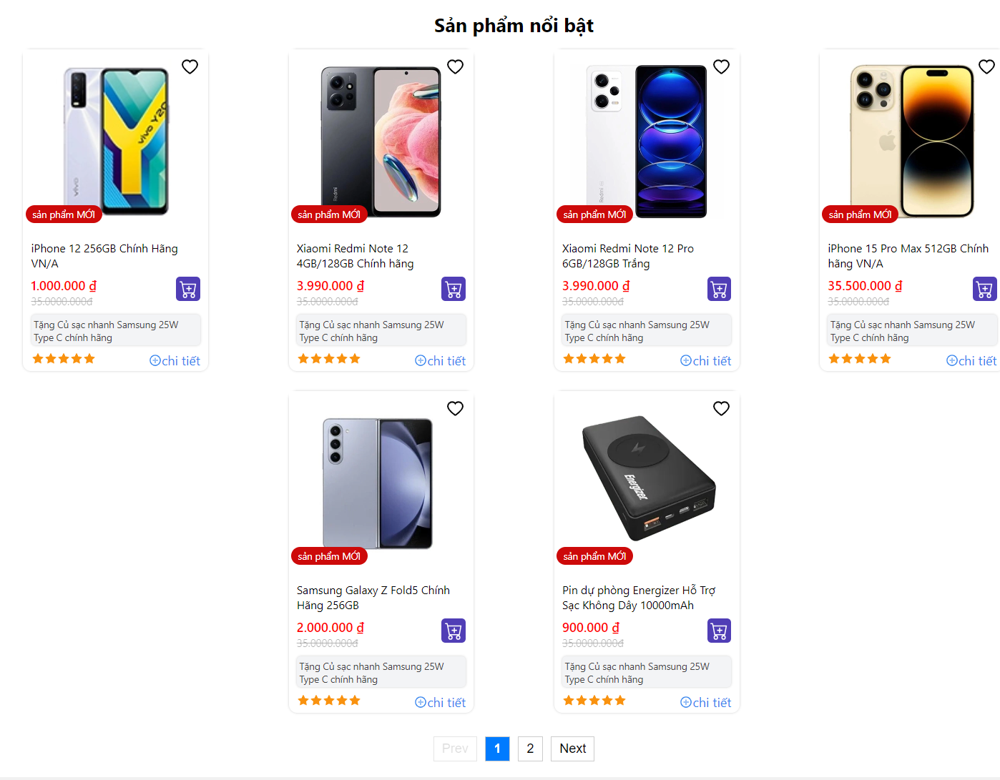 Sản phẩm nổi bật
vivo Y20
vivo
sản phẩm MỚI
iPhone 12 256GB Chính Hãng
VN/A
1.000.000 ₫
35.0000.000đ
Tặng Củ sạc nhanh Samsung 25W
Type C chính hãng
chi tiết
Redmi
sản phẩm MỚI
Xiaomi Redmi Note 12
4GB/128GB Chính hãng
3.990.000 ₫
35.0000.000đ
Tặng Củ sạc nhanh Samsung 25W
Type C chính hãng
chi tiết
Redmi
sản phẩm MỚI
Xiaomi Redmi Note 12 Pro
6GB/128GB Trắng
3.990.000 ₫
35.0000.000đ
Tặng Củ sạc nhanh Samsung 25W
Type C chính hãng
chi tiết
sản phẩm MỚI
iPhone 15 Pro Max 512GB Chính
hãng VN/A
35.500.000 ₫
35.0000.000đ
Tặng Củ sạc nhanh Samsung 25W
Type C chính hãng
chi tiết
sản phẩm MỚI
Samsung Galaxy Z Fold5 Chính
Hãng 256GB
2.000.000 ₫
35.0000.000đ
Tặng Củ sạc nhanh Samsung 25W
Type C chính hãng
chi tiết
Energizer
sản phẩm MỚI
Pin dự phòng Energizer Hỗ Trợ
Sạc Không Dây 10000mAh
900.000 ₫
35.0000.000đ
Tặng Củ sạc nhanh Samsung 25W
Type C chính hãng
chi tiết
Prev 1 2 Next